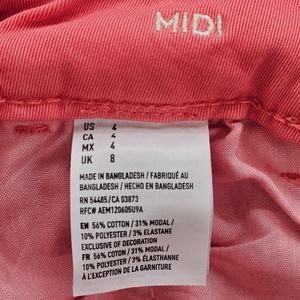 MIDI
US 4
CA 4
MX 4
UK 8
MADE IN BANGLADESH / FABRIQUÉ AU
BANGLADESH / HECHO EN BANGLADESH
RN 54485/CA 03873
RFC# AEM120605U9A
EN 56% COTTON / 31% MODAL /
10% POLYESTER / 3% ELASTANE
EXCLUSIVE OF DECORATION
FR 56% COTON / 31% MODAL /
10% POLYESTER / 3% ÉLASTHANNE
À L'EXCEPTION DE LA GARNITURE